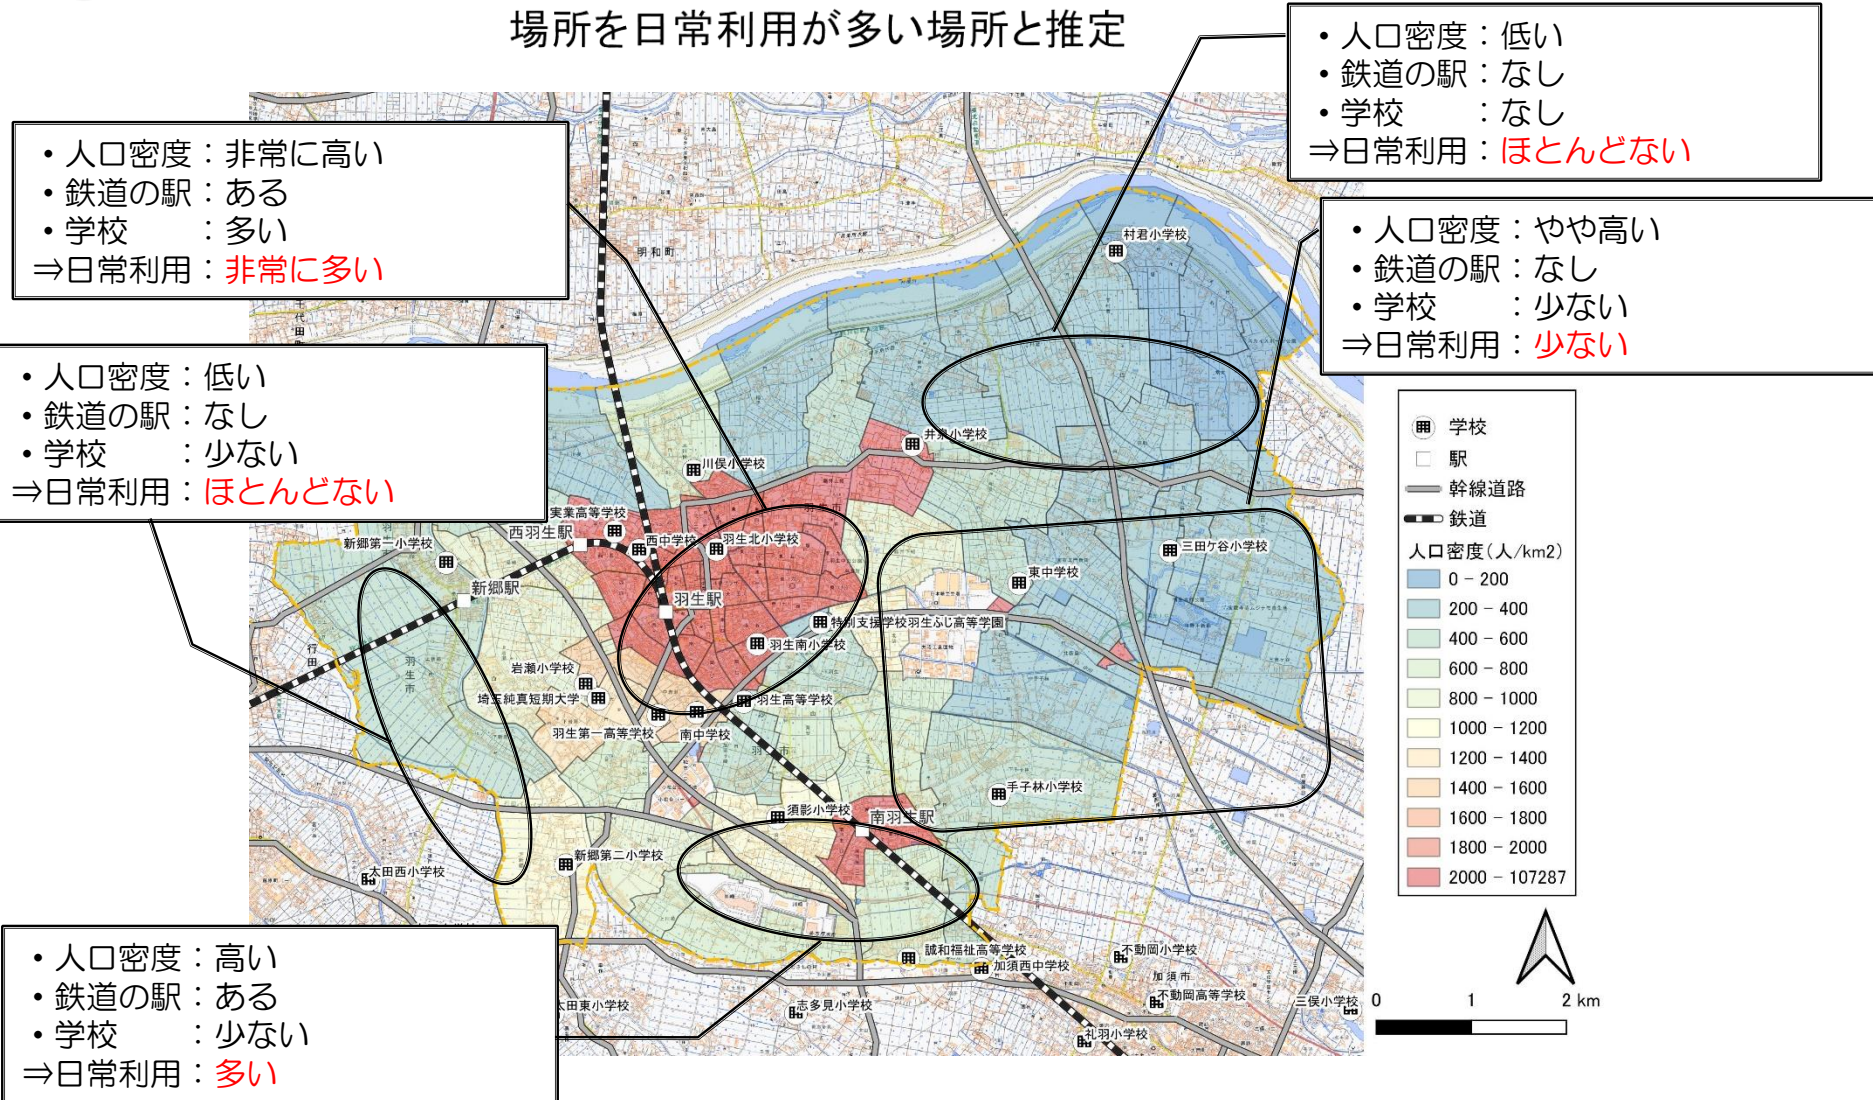 場所を日常利用が多い場所と推定
・人口密度：低い
・鉄道の駅：なし
・学校　　：なし
⇒日常利用：ほとんどない
・人口密度：非常に高い
・鉄道の駅：ある
・学校　　：多い
⇒日常利用：非常に多い
・人口密度：やや高い
・鉄道の駅：なし
・学校　　：少ない
⇒日常利用：少ない
・人口密度：低い
・鉄道の駅：なし
・学校　　：少ない
⇒日常利用：ほとんどない
・人口密度：高い
・鉄道の駅：ある
・学校　　：少ない
⇒日常利用：多い
明和町
村君小学校
井泉小学校
川俣小学校
実業高等学校
西羽生駅
西中学校
羽生北小学校
新郷第一小学校
新郷駅
羽生駅
三田ケ谷小学校
東中学校
特別支援学校羽生ふじ高等学園
羽生南小学校
行田
羽生市
岩瀬小学校
埼玉純真短期大学
羽生高等学校
羽生第一高等学校
南中学校
羽生市
手子林小学校
須影小学校
南羽生駅
新郷第二小学校
太田西小学校
誠和福祉高等学校
加須西中学校
不動岡小学校
加須市
不動岡高等学校
太田東小学校
志多見小学校
三俣小学校
礼羽小学校
学校
駅
幹線道路
鉄道
人口密度(人/km2)
0 - 200
200 - 400
400 - 600
600 - 800
800 - 1000
1000 - 1200
1200 - 1400
1400 - 1600
1600 - 1800
1800 - 2000
2000 - 107287
0 1 2 km